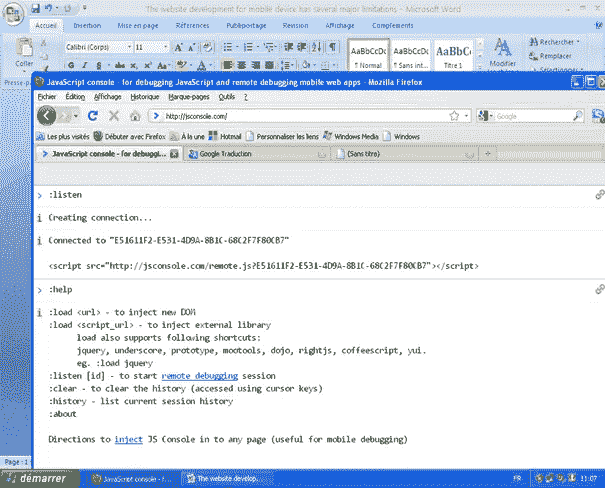 The website development for mobile device has several major limitations - Microsoft Word
Accueil Insertion Mise en page Références Publipostage Révision Affichage Compléments
Coller
Calibri (Corps) 11
AaBbCcDc AaBbCcDc AaBbC
¶ Normal ¶ Sans int... Titre 1
Modifier
Rechercher
Remplacer
Sélectionner
Presse-pa
JavaScript console - for debugging JavaScript and remote debugging mobile web apps - Mozilla Firefox
Fichier Édition Affichage Historique Marque-pages Outils ?
http://jsconsole.com/
Google
Les plus visités Débuter avec Firefox À la une Hotmail Personnaliser les liens Windows Media Windows
JavaScript console - for debuggi... Google Traduction (Sans titre)
:listen
Creating connection...
Connected to "E51611F2-E531-4D9A-8B1C-68C2F7F80CB7"
<script src="http://jsconsole.com/remote.js?E51611F2-E531-4D9A-8B1C-68C2F7F80CB7"></script>
:help
:load <url> - to inject new DOM
:load <script_url> - to inject external library
load also supports following shortcuts:
jquery, underscore, prototype, mootools, dojo, rightjs, coffeescript, yui.
eg. :load jquery
:listen [id] - to start remote debugging session
:clear - to clear the history (accessed using cursor keys)
:history - list current session history
:about
Directions to inject JS Console in to any page (useful for mobile debugging)
Page : 1
démarrer JavaScript console - f... The website develop... FR 11:07